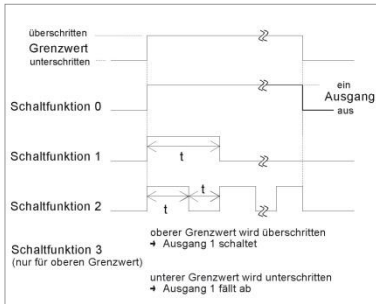 überschritten
Grenzwert
unterschritten
ein
Schaltfunktion 0
Ausgang
aus
Schaltfunktion 1
t
t
Schaltfunktion 2
t
Schaltfunktion 3
(nur für oberen Grenzwert)
oberer Grenzwert wird überschritten
→ Ausgang 1 schaltet
unterer Grenzwert wird unterschritten
→ Ausgang 1 fällt ab